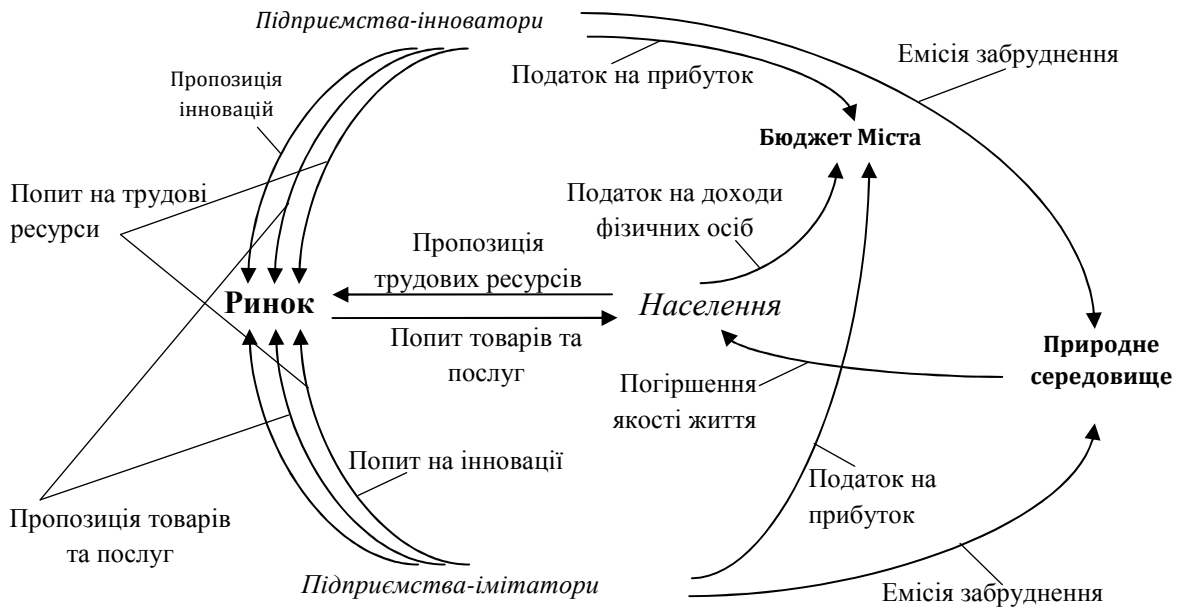 Підприємства-інноватори
Пропозиція
інновацій
Податок на прибуток
Емісія забруднення
Бюджет Міста
Попит на трудові
ресурси
Податок на доходи
фізичних осіб
Пропозиція
трудових ресурсів
Ринок
Населення
Попит товарів та
послуг
Природне
середовище
Погіршення
якості життя
Попит на інновації
Податок на
прибуток
Пропозиція товарів
та послуг
Підприємства-імітатори
Емісія забруднення